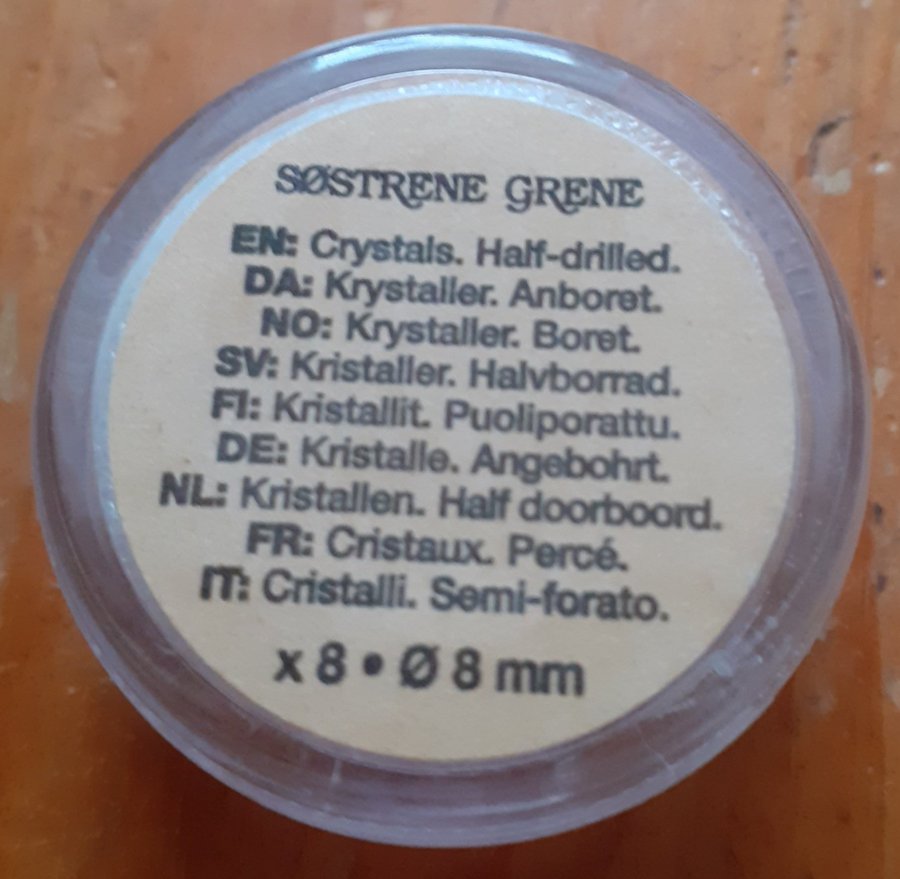 SØSTRENE GRENE
EN: Crystals. Half-drilled.
DA: Krystaller. Anboret.
NO: Krystaller. Boret.
SV: Kristaller. Halvborrad.
FI: Kristallit. Puoliporattu.
DE: Kristalle. Angebohrt.
NL: Kristallen. Half doorboord.
FR: Cristaux. Percé.
IT: Cristalli. Semi-forato.
x 8 • Ø 8 mm